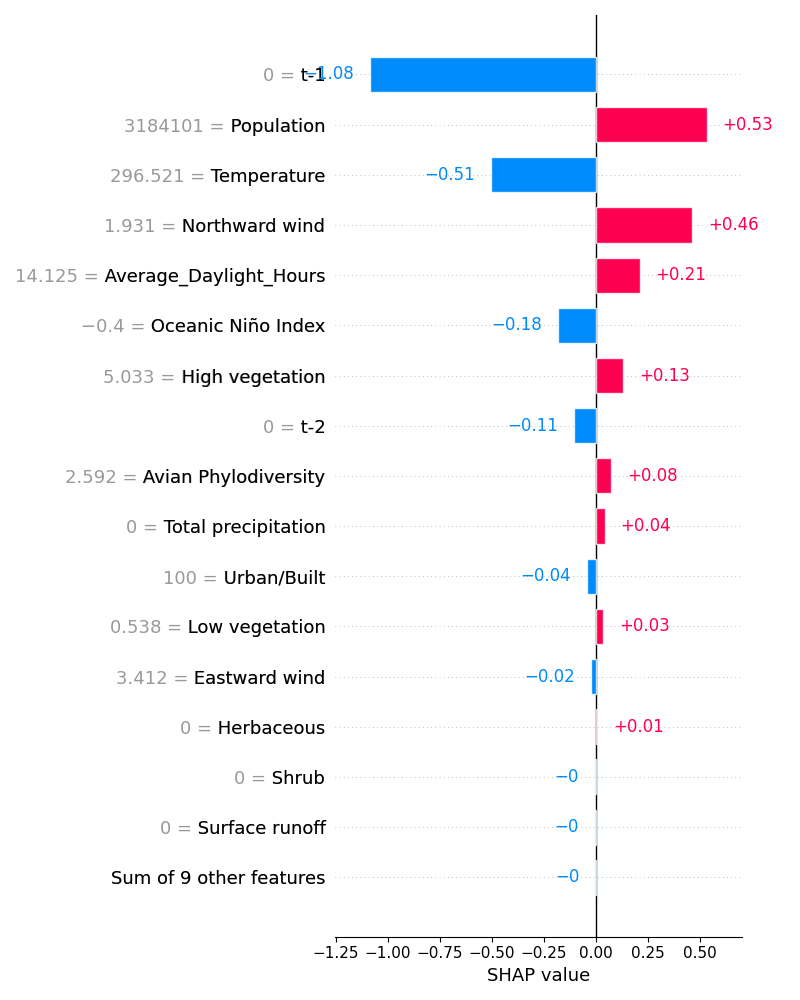 0 = t-1 −1.08
3184101 = Population +0.53
296.521 = Temperature −0.51
1.931 = Northward wind +0.46
14.125 = Average_Daylight_Hours +0.21
−0.4 = Oceanic Niño Index −0.18
5.033 = High vegetation +0.13
0 = t-2 −0.11
2.592 = Avian Phylodiversity +0.08
0 = Total precipitation +0.04
100 = Urban/Built −0.04
0.538 = Low vegetation +0.03
3.412 = Eastward wind −0.02
0 = Herbaceous +0.01
0 = Shrub −0
0 = Surface runoff −0
Sum of 9 other features −0
−1.25 −1.00 −0.75 −0.50 −0.25 0.00 0.25 0.50
SHAP value